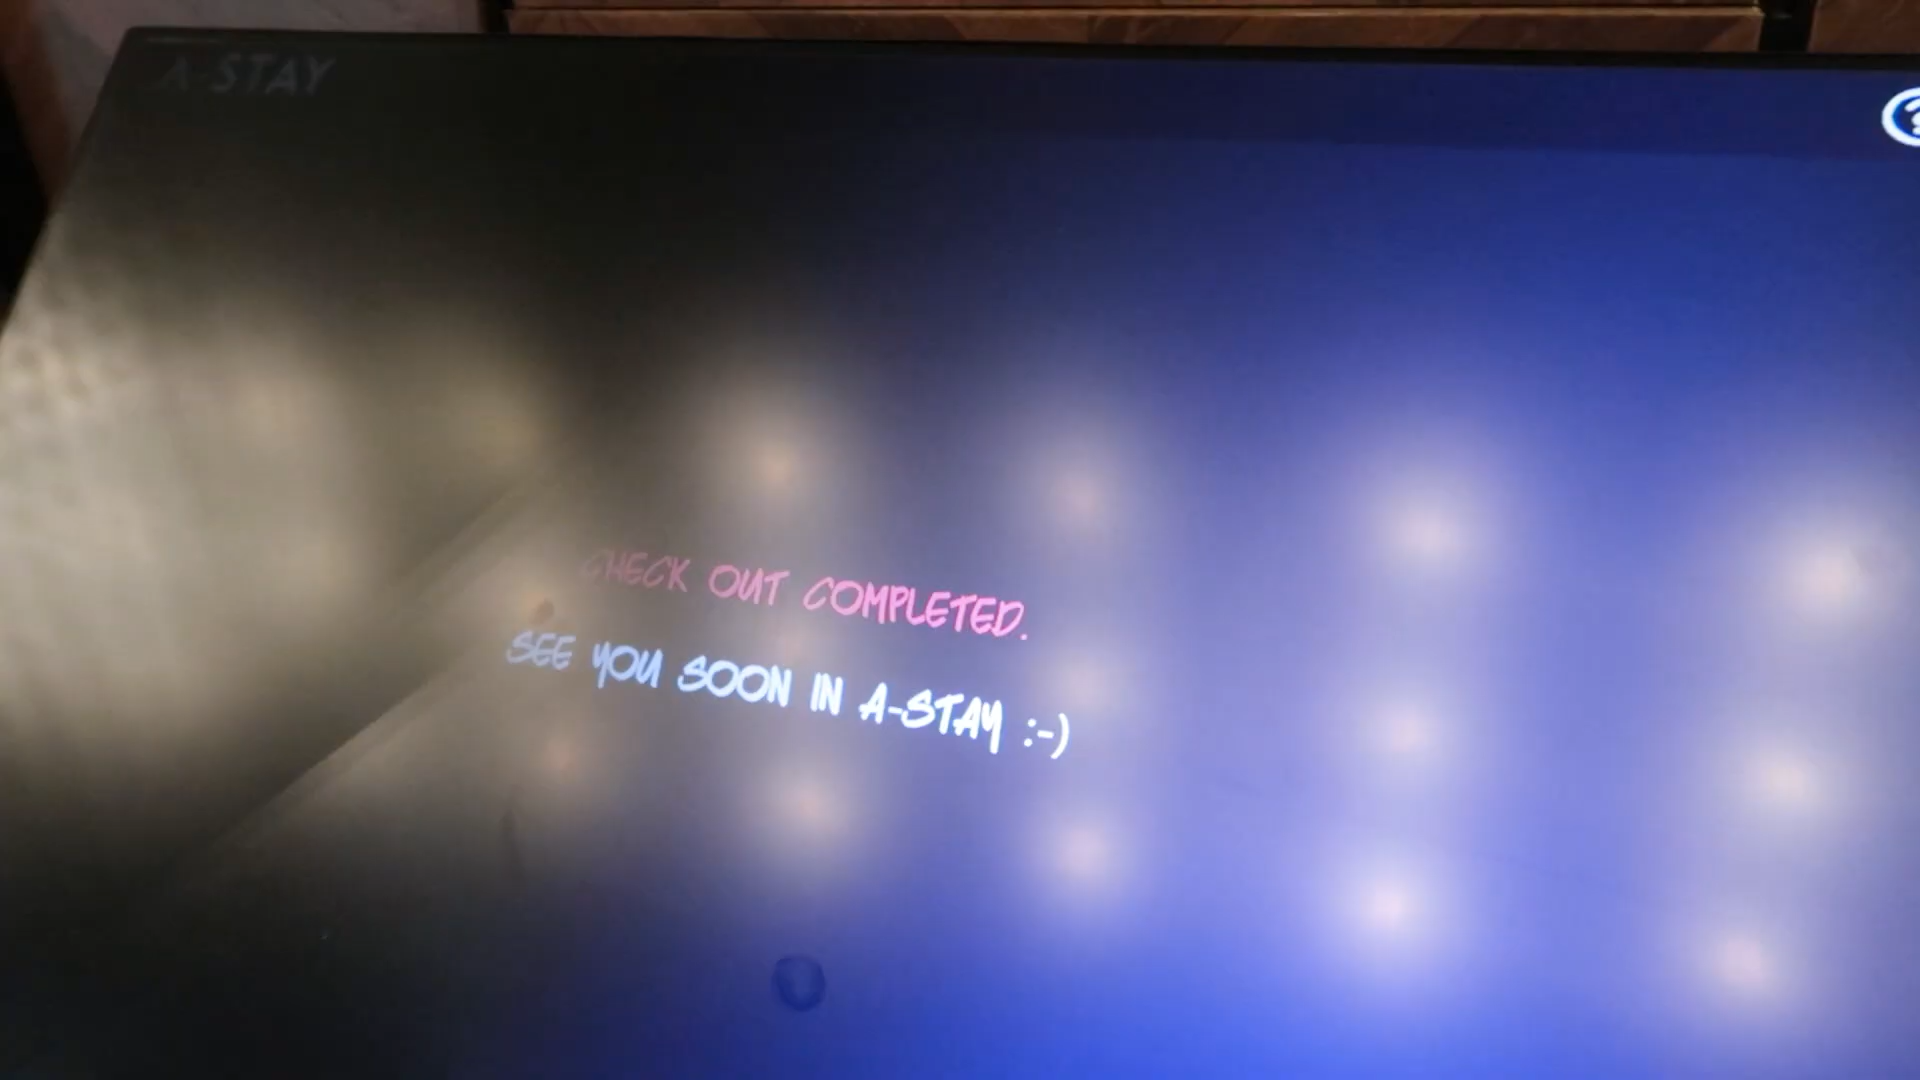 A-STAY
?
CHECK OUT COMPLETED.
SEE YOU SOON IN A-STAY :-)